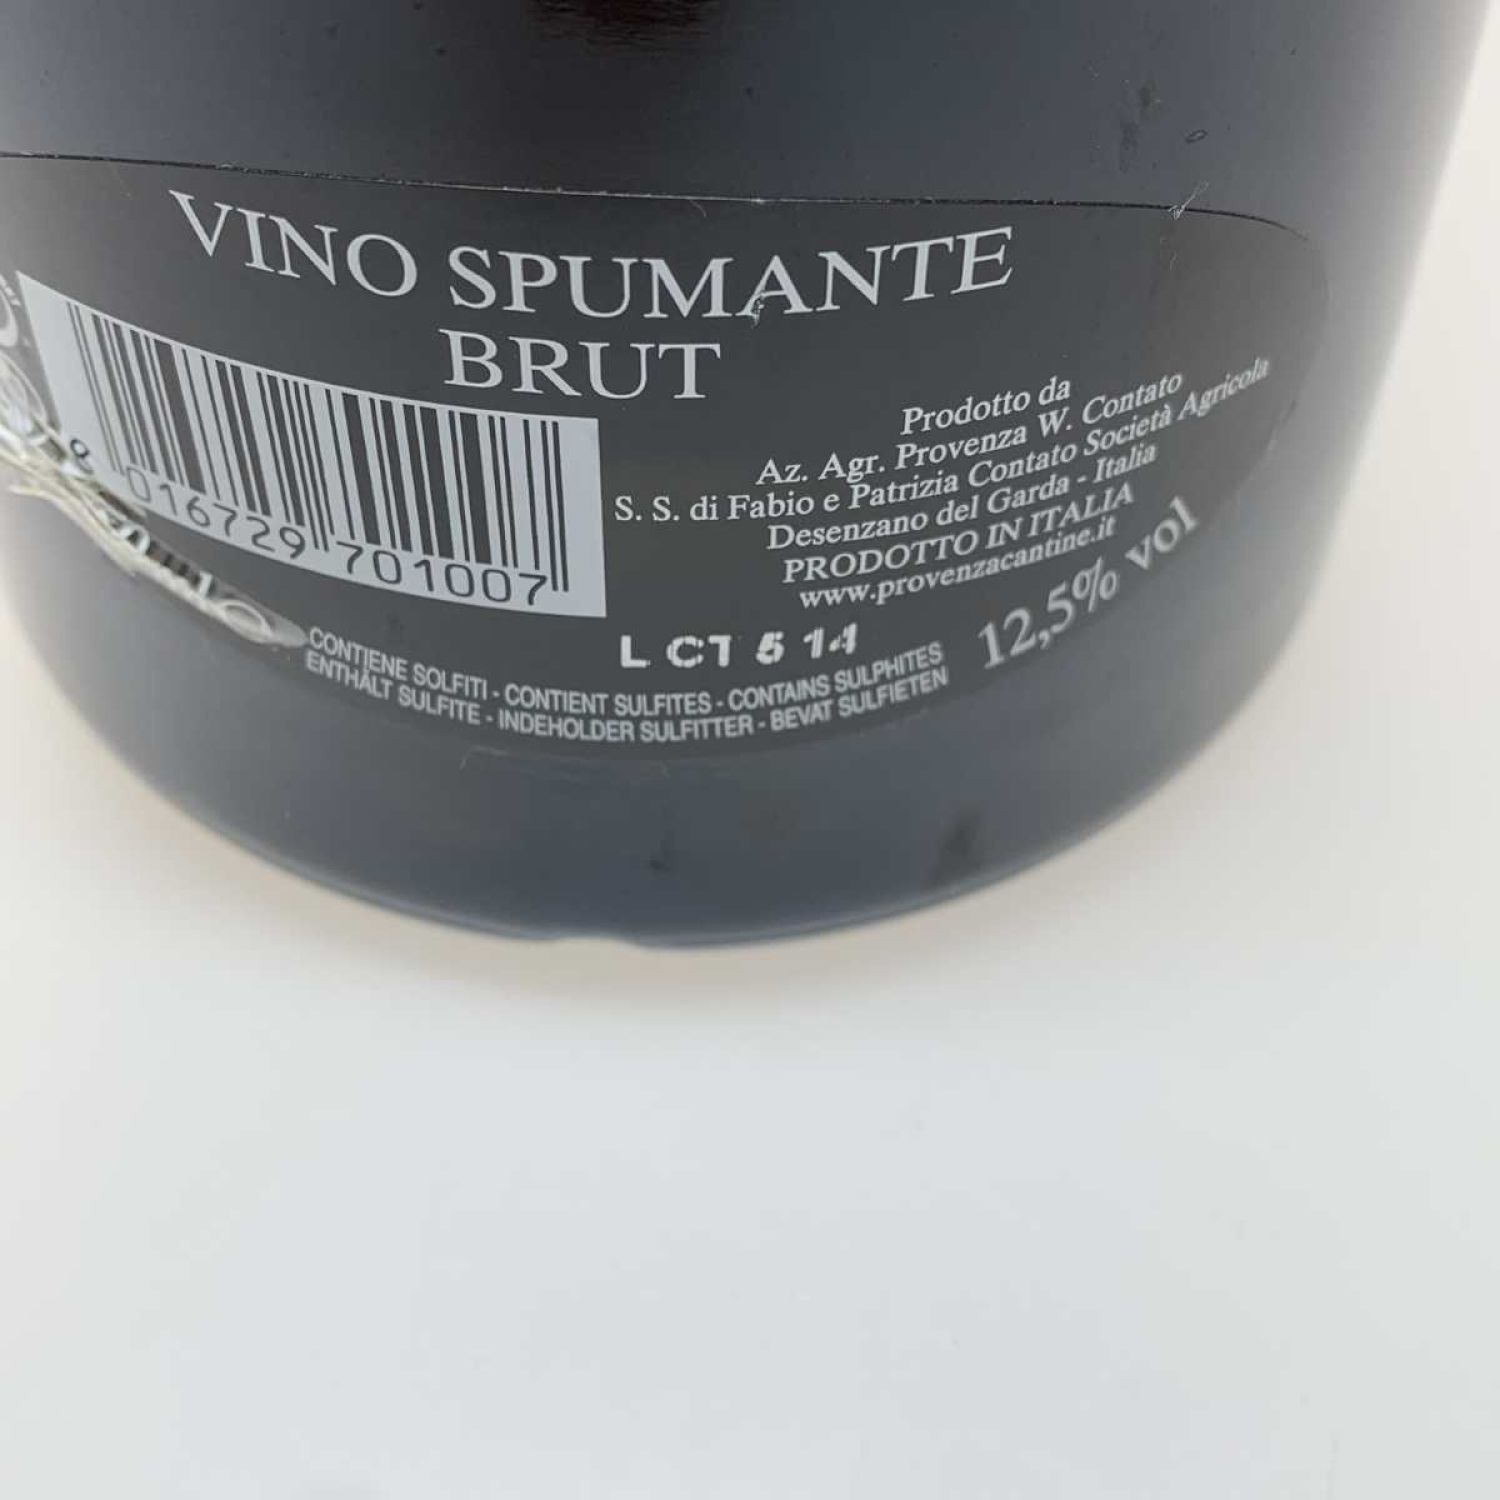 VINO SPUMANTE
BRUT
8 016729 701007
Prodotto da
Az. Agr. Provenza W. Contato
S. S. di Fabio e Patrizia Contato Società Agricola
Desenzano del Garda - Italia
PRODOTTO IN ITALIA
www.provenzacantine.it
12,5% vol
L CT 5 14
CONTIENE SOLFITI - CONTIENT SULFITES - CONTAINS SULPHITES
ENTHÄLT SULFITE - INDEHOLDER SULFITTER - BEVAT SULFIETEN